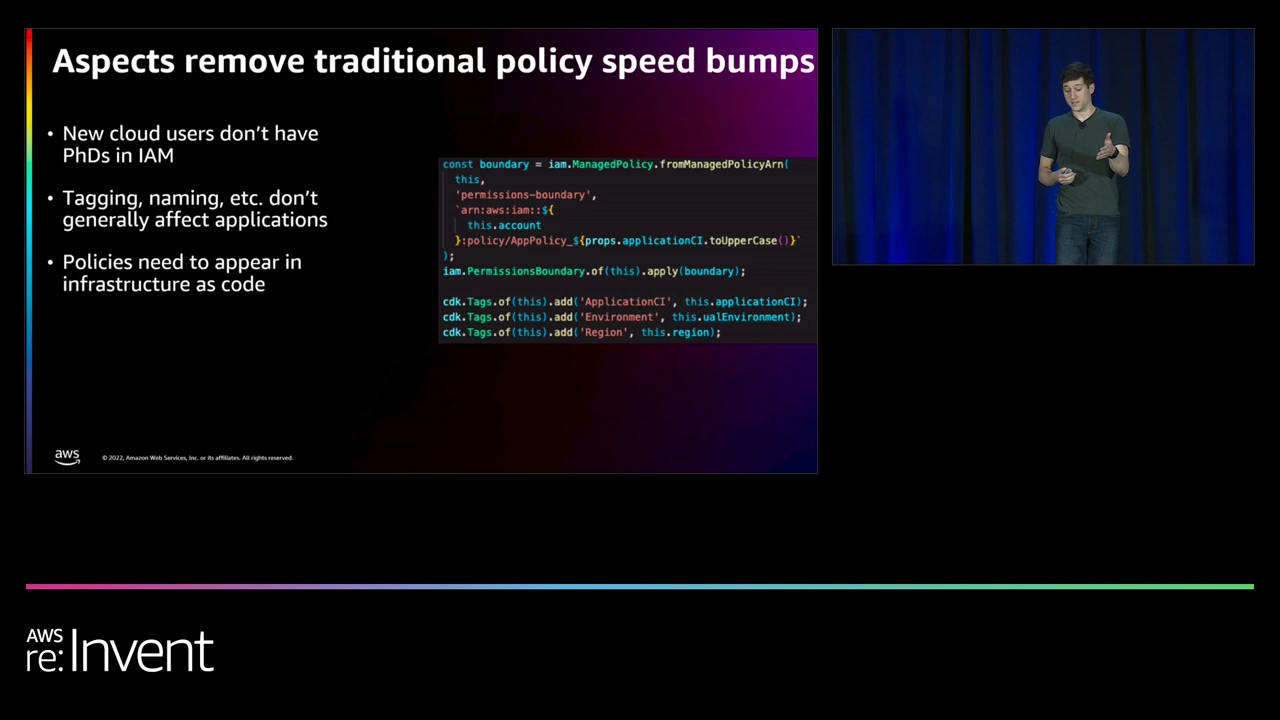 Aspects remove traditional policy speed bumps
• New cloud users don’t have
PhDs in IAM
• Tagging, naming, etc. don’t
generally affect applications
• Policies need to appear in
infrastructure as code
const boundary = iam.ManagedPolicy.fromManagedPolicyArn(
this,
'permissions-boundary',
`arn:aws:iam::${
this.account
}:policy/AppPolicy_${props.applicationCI.toUpperCase()}`
);
iam.PermissionsBoundary.of(this).apply(boundary);
cdk.Tags.of(this).add('ApplicationCI', this.applicationCI);
cdk.Tags.of(this).add('Environment', this.ualEnvironment);
cdk.Tags.of(this).add('Region', this.region);
aws
© 2022, Amazon Web Services, Inc. or its affiliates. All rights reserved.
AWS
re:Invent